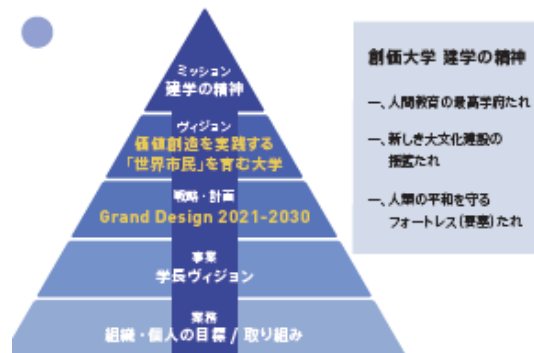 ミッション
建学の精神
ヴィジョン
価値創造を実践する
「世界市民」を育む大学
戦略・計画
Grand Design 2021-2030
事業
学長ヴィジョン
業務
組織・個人の目標 / 取り組み
創価大学 建学の精神
一、人間教育の最高学府たれ
一、新しき大文化建設の
揺籃たれ
一、人類の平和を守る
フォートレス(要塞)たれ